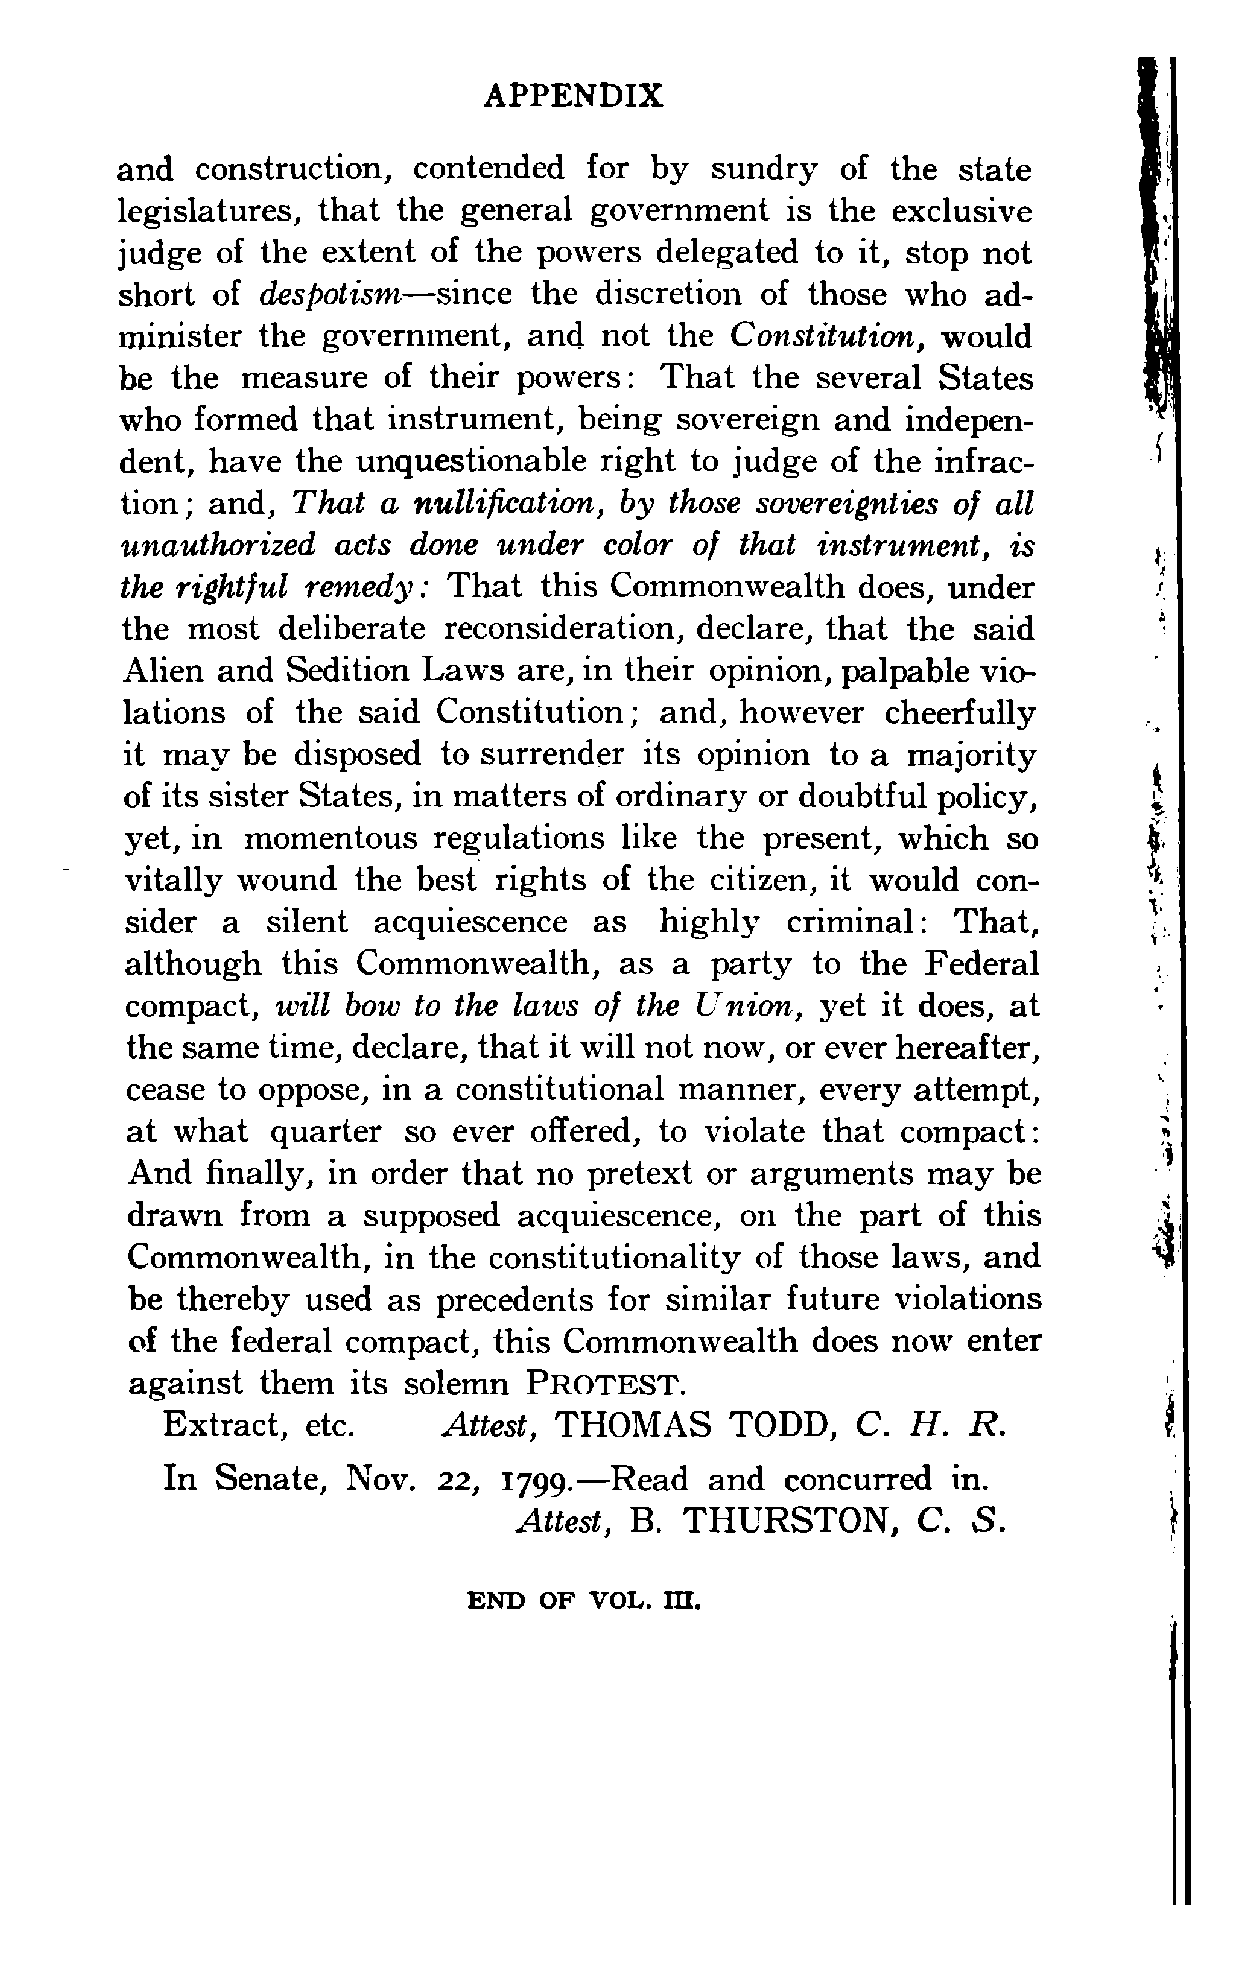 APPENDIX
and construction, contended for by sundry of the state
legislatures, that the general government is the exclusive
judge of the extent of the powers delegated to it, stop not
short of despotism—since the discretion of those who ad-
minister the government, and not the Constitution, would
be the measure of their powers: That the several States
who formed that instrument, being sovereign and indepen-
dent, have the unquestionable right to judge of the infrac-
tion; and, That a nullification, by those sovereignties of all
unauthorized acts done under color of that instrument, is
the rightful remedy: That this Commonwealth does, under
the most deliberate reconsideration, declare, that the said
Alien and Sedition Laws are, in their opinion, palpable vio-
lations of the said Constitution; and, however cheerfully
it may be disposed to surrender its opinion to a majority
of its sister States, in matters of ordinary or doubtful policy,
yet, in momentous regulations like the present, which so
vitally wound the best rights of the citizen, it would con-
sider a silent acquiescence as highly criminal: That,
although this Commonwealth, as a party to the Federal
compact, will bow to the laws of the Union, yet it does, at
the same time, declare, that it will not now, or ever hereafter,
cease to oppose, in a constitutional manner, every attempt,
at what quarter so ever offered, to violate that compact:
And finally, in order that no pretext or arguments may be
drawn from a supposed acquiescence, on the part of this
Commonwealth, in the constitutionality of those laws, and
be thereby used as precedents for similar future violations
of the federal compact, this Commonwealth does now enter
against them its solemn PROTEST.
Extract, etc. Attest, THOMAS TODD, C. H. R.
In Senate, Nov. 22, 1799.—Read and concurred in.
Attest, B. THURSTON, C. S.
END OF VOL. III.